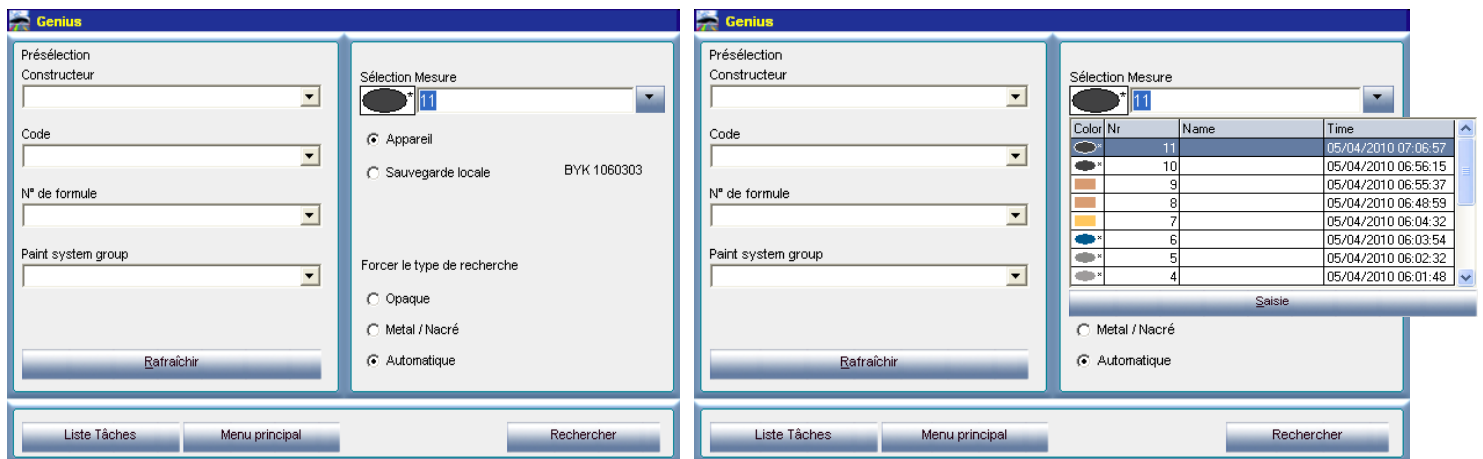 Genius
Présélection
Constructeur
Code
N° de formule
Paint system group
Rafraîchir
Sélection Mesure
* 11
Appareil
Sauvegarde locale BYK 1060303
Forcer le type de recherche
Opaque
Metal / Nacré
Automatique
Liste Tâches Menu principal Rechercher
Genius
Présélection
Constructeur
Code
N° de formule
Paint system group
Rafraîchir
Sélection Mesure
* 11
Color Nr Name Time
* 11 05/04/2010 07:06:57
* 10 05/04/2010 06:56:15
9 05/04/2010 06:55:37
8 05/04/2010 06:48:59
7 05/04/2010 06:04:32
* 6 05/04/2010 06:03:54
* 5 05/04/2010 06:02:32
* 4 05/04/2010 06:01:48
Saisie
Metal / Nacré
Automatique
Liste Tâches Menu principal Rechercher